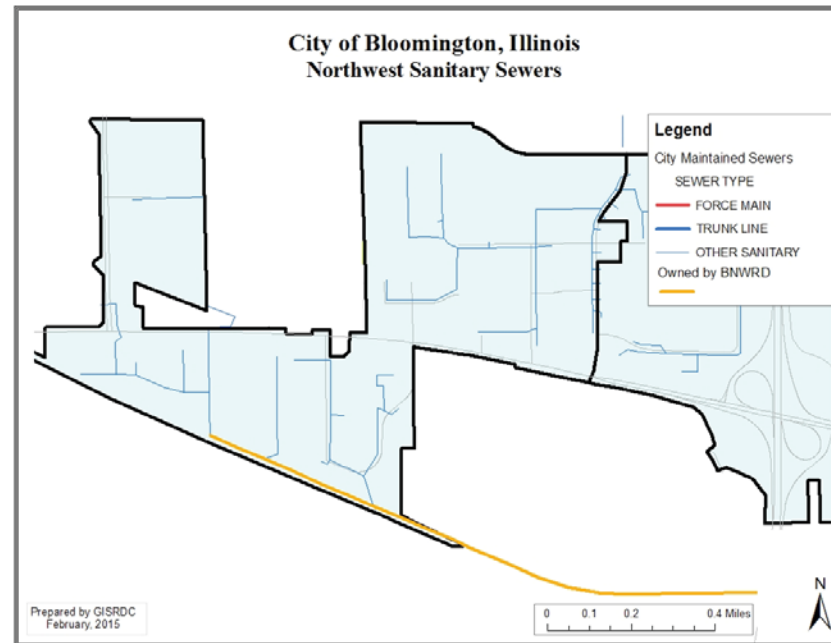 City of Bloomington, Illinois
Northwest Sanitary Sewers
Legend
City Maintained Sewers
SEWER TYPE
FORCE MAIN
TRUNK LINE
OTHER SANITARY
Owned by BNWRD
Prepared by GISRDC
February, 2015
0 0.1 0.2 0.4 Miles
N